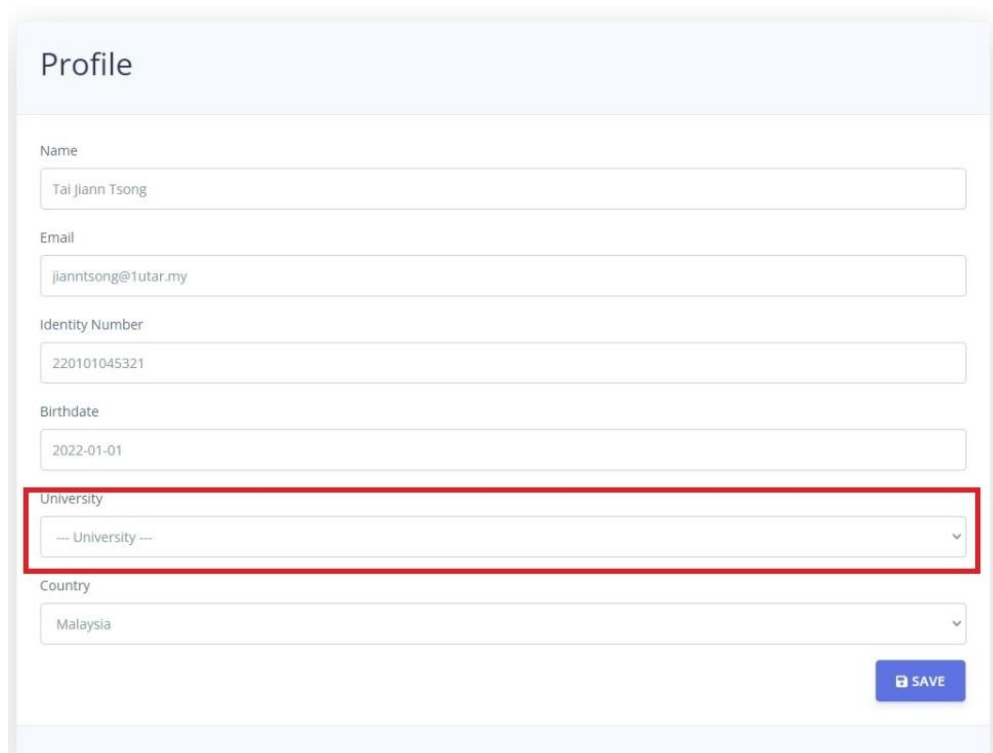 Profile
Name
Tai Jiann Tsong
Email
jianntsong@1utar.my
Identity Number
220101045321
Birthdate
2022-01-01
University
--- University ---
Country
Malaysia
SAVE